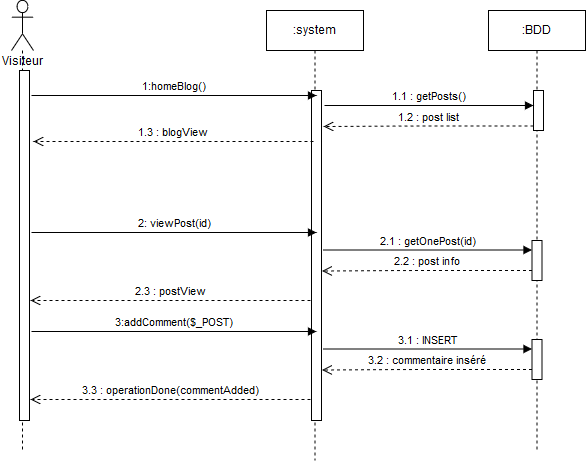 :system
:BDD
Visiteur
1:homeBlog()
1.1 : getPosts()
1.2 : post list
1.3 : blogView
2: viewPost(id)
2.1 : getOnePost(id)
2.2 : post info
2.3 : postView
3:addComment($_POST)
3.1 : INSERT
3.2 : commentaire inséré
3.3 : operationDone(commentAdded)